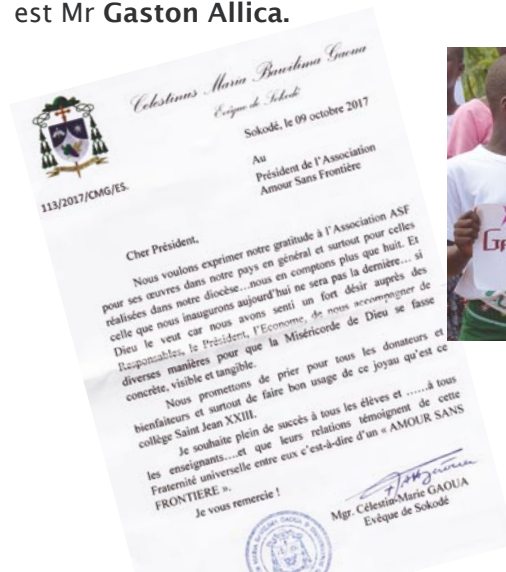 est Mr Gaston Allica.
Celestinus Maria Bawilima Gaoua
Evêque de Sokodé
Sokodé, le 09 octobre 2017
113/2017/CMG/ES.
Au
Président de l'Association
Amour Sans Frontière
Cher Président,
Nous voulons exprimer notre gratitude à l'Association ASF
pour ses œuvres dans notre pays en général et surtout pour celles
réalisées dans notre diocèse…nous en comptons plus que huit. Et
celle que nous inaugurons aujourd'hui ne sera pas la dernière… si
Dieu le veut car nous avons senti un fort désir auprès des
Responsables, le Président, l'Econome, de nous accompagner de
diverses manières pour que la Miséricorde de Dieu se fasse
concrète, visible et tangible.
Nous promettons de prier pour tous les donateurs et
bienfaiteurs et surtout de faire bon usage de ce joyau qu'est ce
collège Saint Jean XXIII.
Je souhaite plein de succès à tous les élèves et ……à tous
les enseignants….et que leurs relations témoignent de cette
Fraternité universelle entre eux c'est-à-dire d'un « AMOUR SANS
FRONTIERE ».
Je vous remercie !
Mgr. Célestin-Marie GAOUA
Evêque de Sokodé